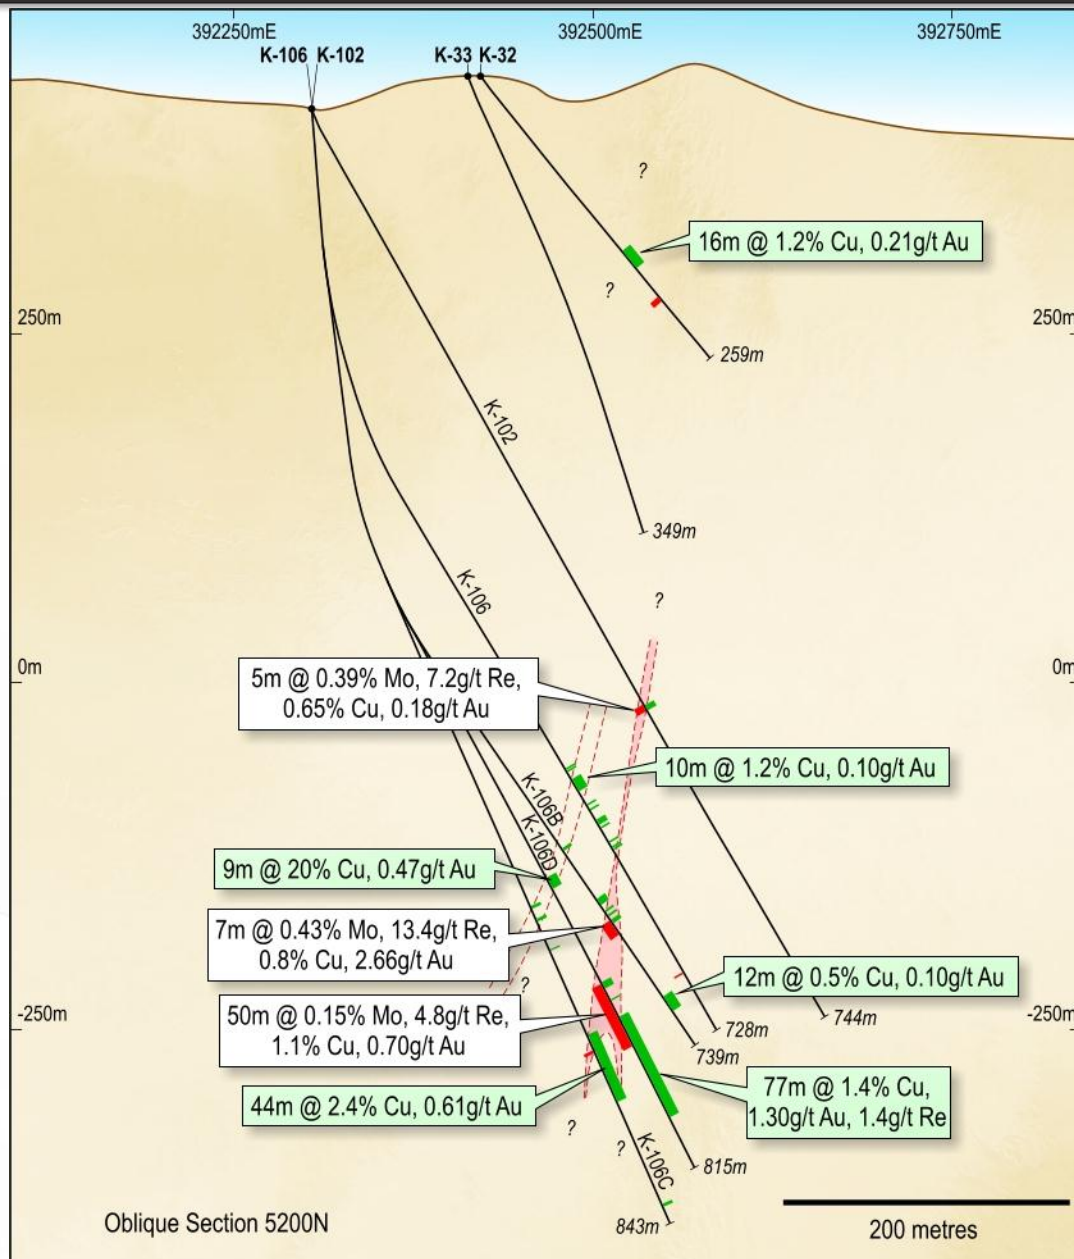 392250mE
392500mE
392750mE
K-106 K-102
K-33 K-32
?
16m @ 1.2% Cu, 0.21g/t Au
?
250m
250m
259m
K-102
349m
K-106
?
0m
0m
5m @ 0.39% Mo, 7.2g/t Re,
0.65% Cu, 0.18g/t Au
10m @ 1.2% Cu, 0.10g/t Au
K-106B
K-106D
9m @ 20% Cu, 0.47g/t Au
7m @ 0.43% Mo, 13.4g/t Re,
0.8% Cu, 2.66g/t Au
12m @ 0.5% Cu, 0.10g/t Au
?
-250m
-250m
50m @ 0.15% Mo, 4.8g/t Re,
1.1% Cu, 0.70g/t Au
744m
728m
739m
44m @ 2.4% Cu, 0.61g/t Au
77m @ 1.4% Cu,
1.30g/t Au, 1.4g/t Re
?
?
K-106C
815m
843m
Oblique Section 5200N
200 metres